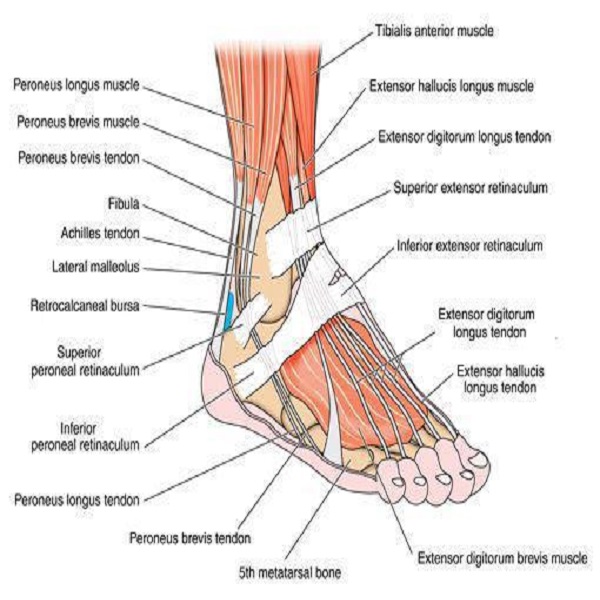 Tibialis anterior muscle
Peroneus longus muscle
Extensor hallucis longus muscle
Peroneus brevis muscle
Extensor digitorum longus tendon
Peroneus brevis tendon
Superior extensor retinaculum
Fibula
Achilles tendon
Inferior extensor retinaculum
Lateral malleolus
Retrocalcaneal bursa
Extensor digitorum
longus tendon
Superior
peroneal retinaculum
Extensor hallucis
longus tendon
Inferior
peroneal retinaculum
Peroneus longus tendon
Peroneus brevis tendon
Extensor digitorum brevis muscle
5th metatarsal bone